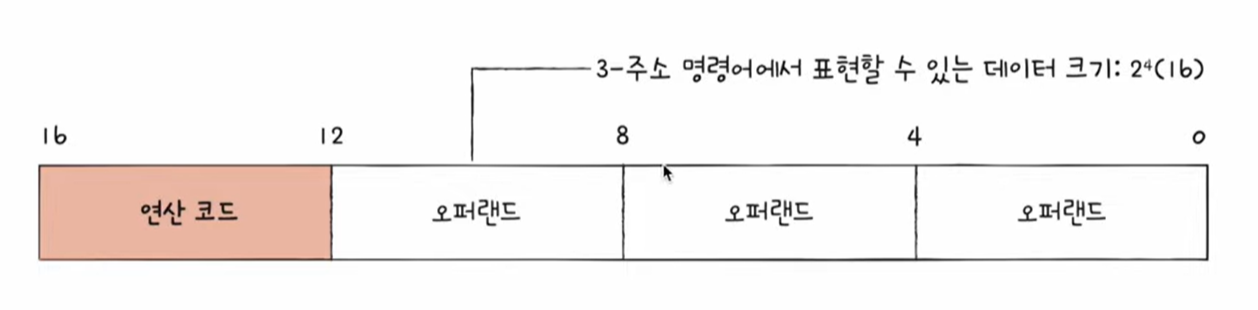 3-주소 명령어에서 표현할 수 있는 데이터 크기: 2⁴(16)
16 12 8 4 0
연산 코드 오퍼랜드 오퍼랜드 오퍼랜드